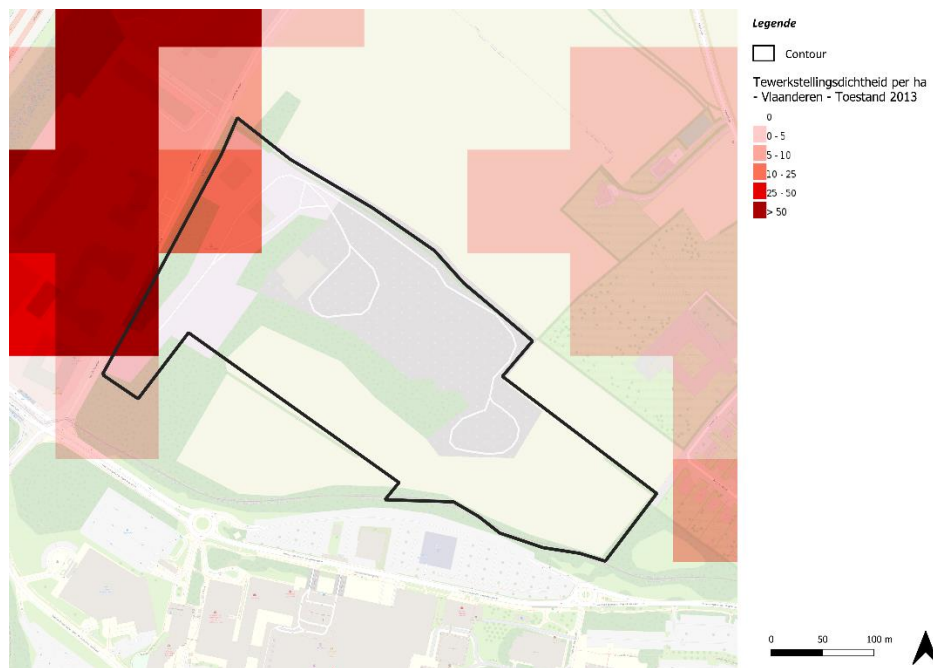 Legende
Contour
Tewerkstellingsdichtheid per ha
- Vlaanderen - Toestand 2013
0
0 - 5
5 - 10
10 - 25
25 - 50
> 50
0 50 100 m